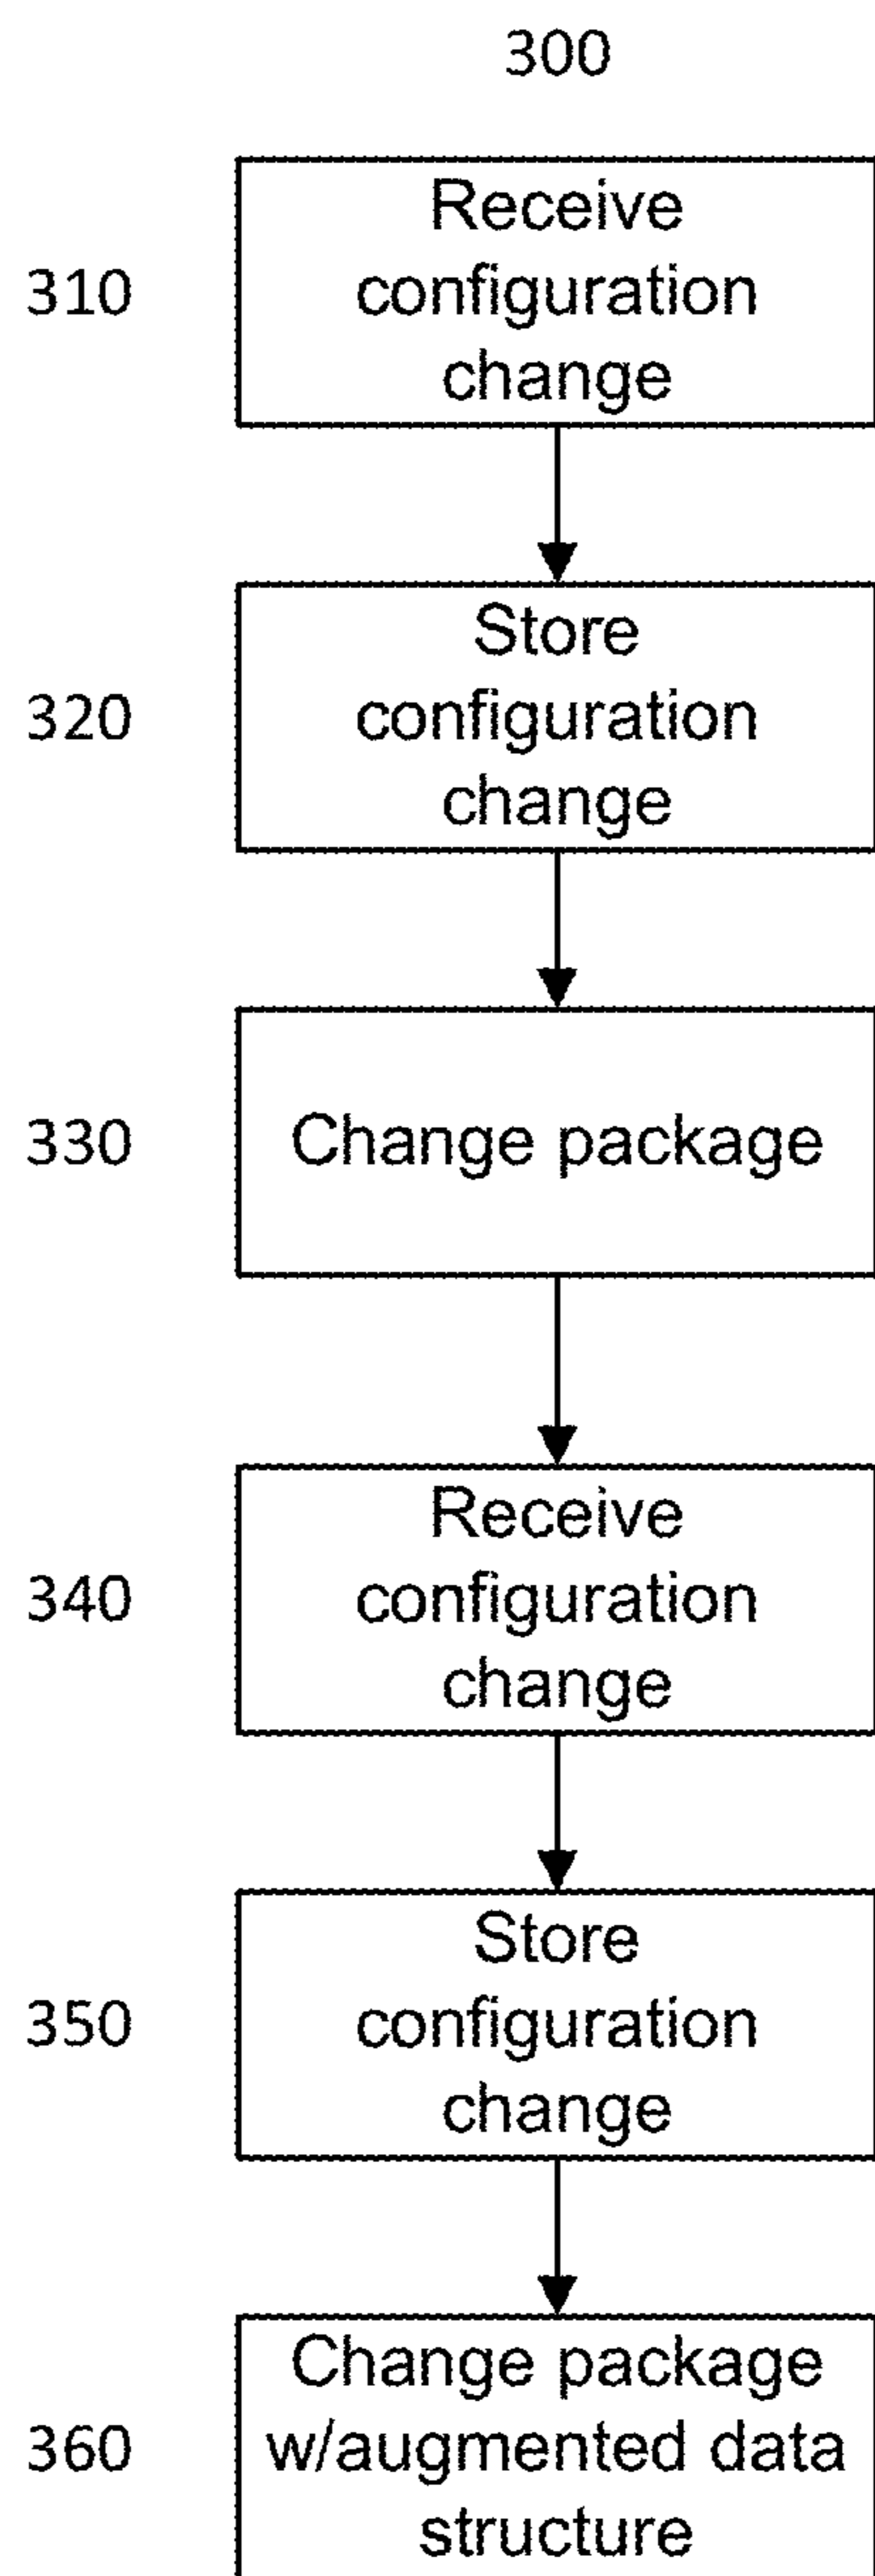 300
310
Receive
configuration
change
320
Store
configuration
change
330
Change package
340
Receive
configuration
change
350
Store
configuration
change
360
Change package
w/augmented data
structure